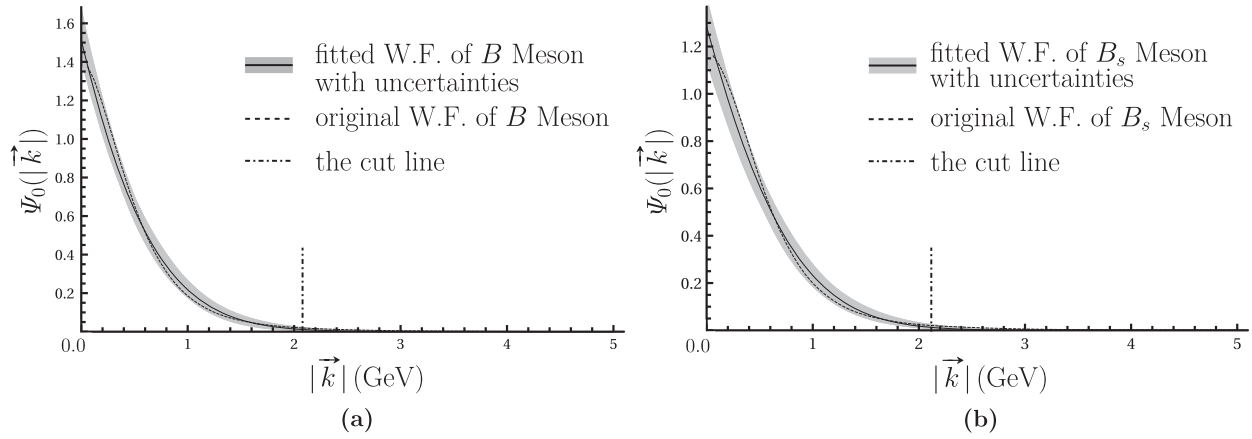 1.6
1.4
1.2
1.0
0.8
0.6
0.4
0.2
0.0
1
2
3
4
5
Ψ₀(|k⃗|)
|k⃗| (GeV)
fitted W.F. of B Meson
with uncertainties
original W.F. of B Meson
the cut line
(a)
1.2
1.0
0.8
0.6
0.4
0.2
0.0
1
2
3
4
5
Ψ₀(|k⃗|)
|k⃗| (GeV)
fitted W.F. of Bₛ Meson
with uncertainties
original W.F. of Bₛ Meson
the cut line
(b)